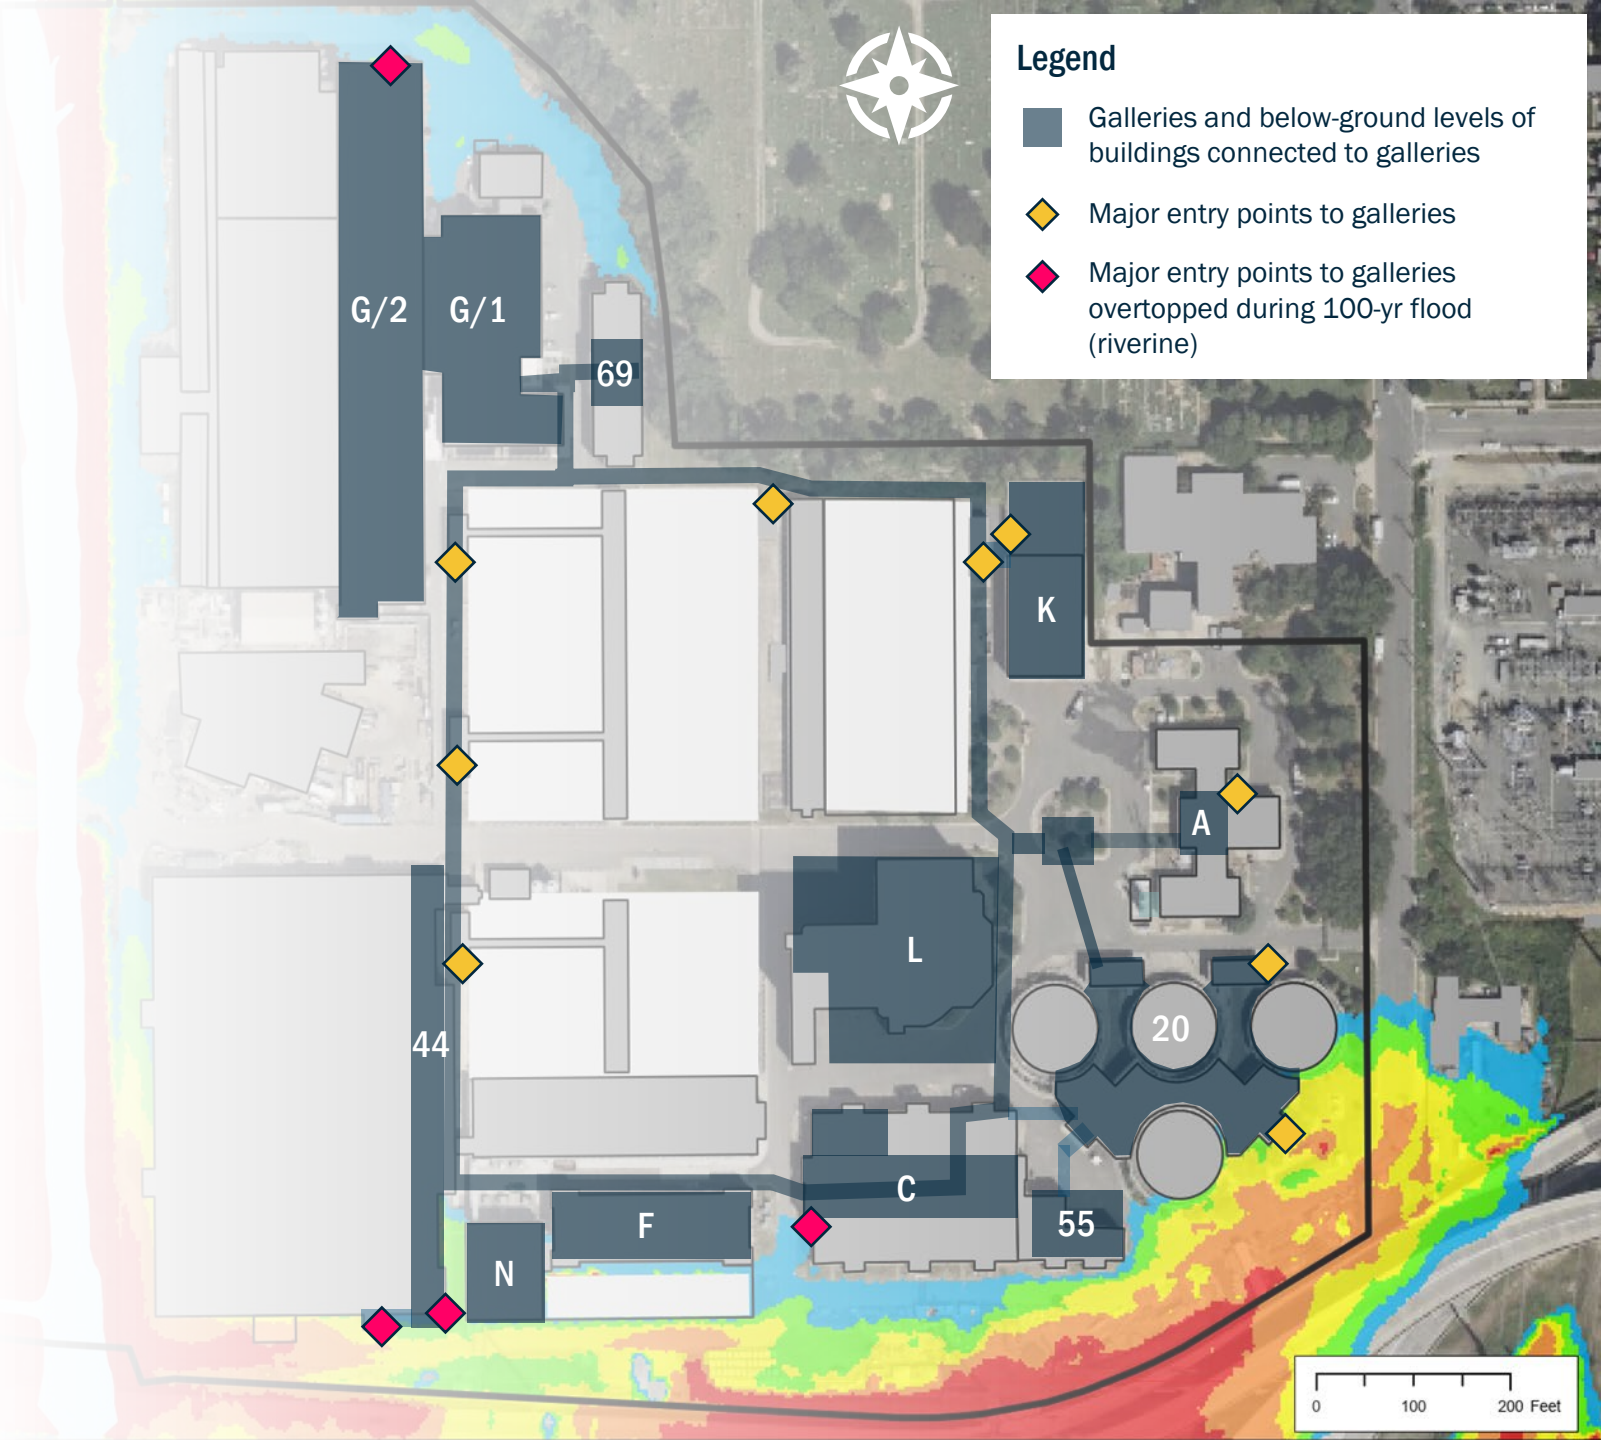 Legend
Galleries and below-ground levels of
buildings connected to galleries
Major entry points to galleries
Major entry points to galleries
overtopped during 100-yr flood
(riverine)
G/2
G/1
69
K
A
L
20
44
C
F
55
N
0 100 200 Feet